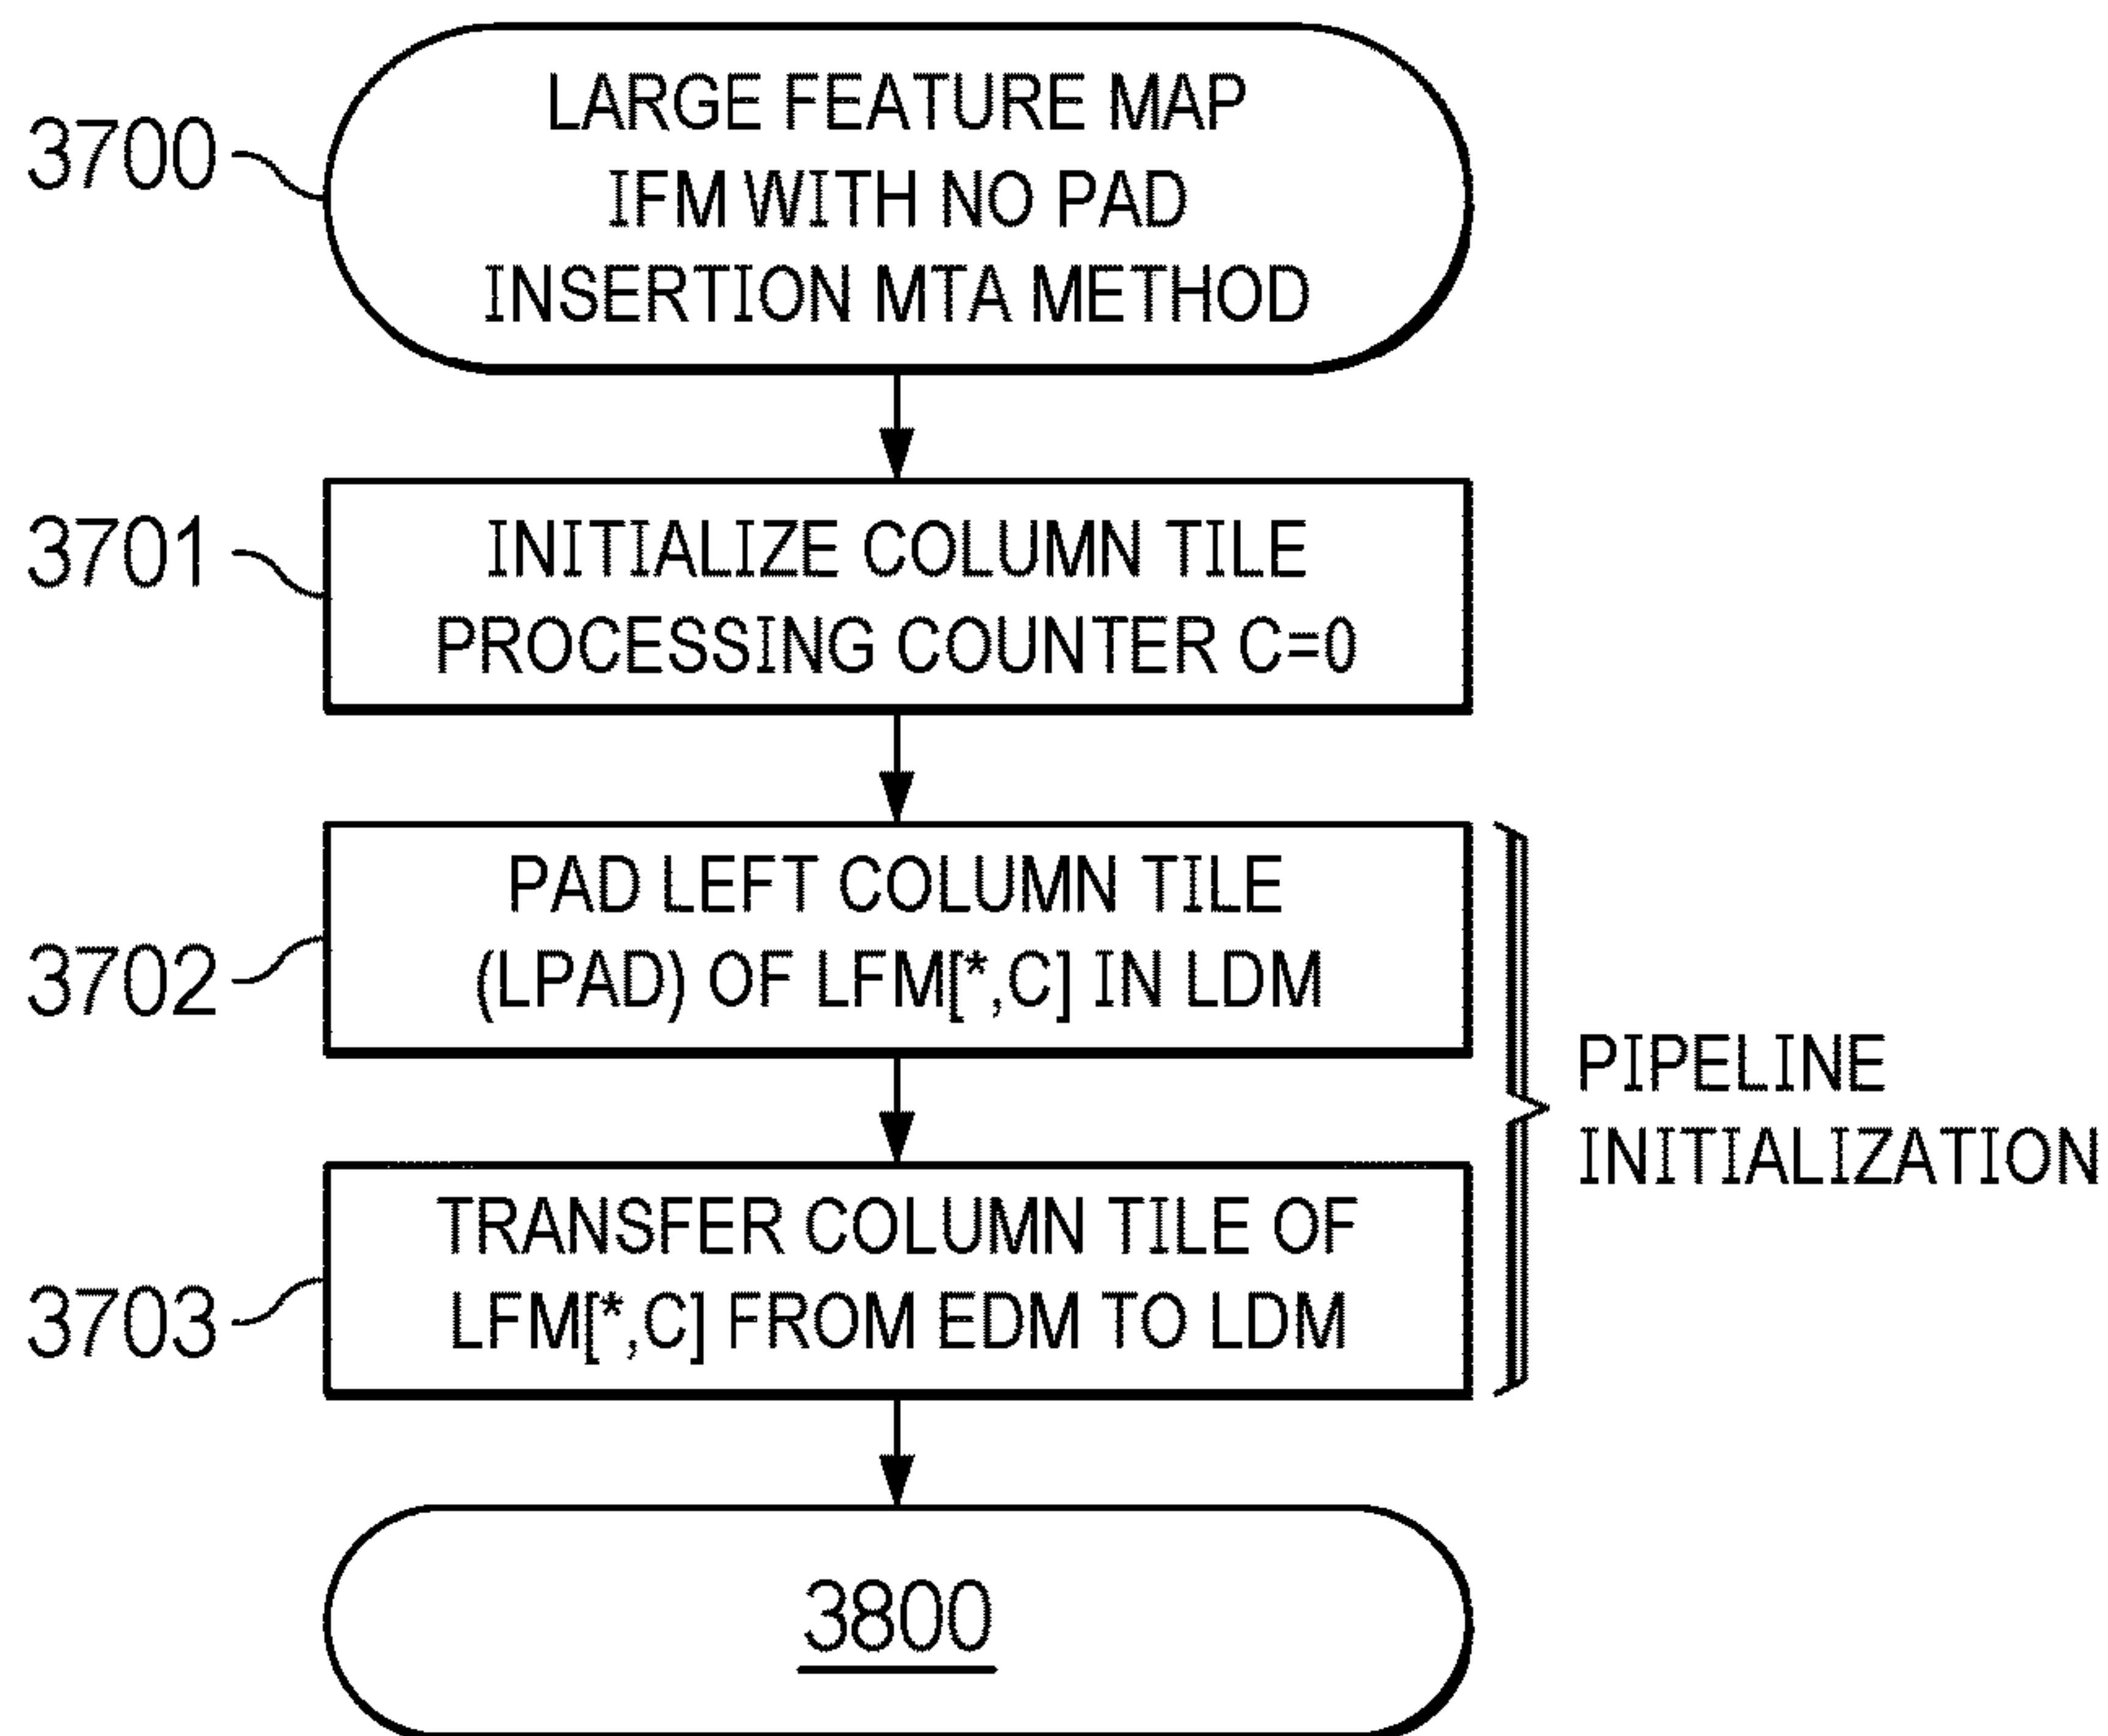 3700
LARGE FEATURE MAP
IFM WITH NO PAD
INSERTION MTA METHOD
3701
INITIALIZE COLUMN TILE
PROCESSING COUNTER C=0
3702
PAD LEFT COLUMN TILE
(LPAD) OF LFM[*,C] IN LDM
3703
TRANSFER COLUMN TILE OF
LFM[*,C] FROM EDM TO LDM
PIPELINE
INITIALIZATION
3800